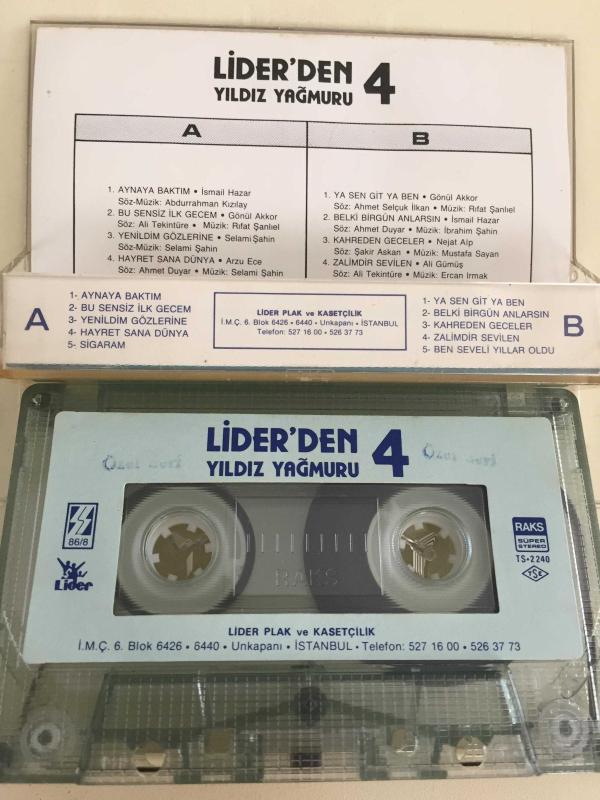 LİDER'DEN 4
YILDIZ YAĞMURU
A
B
1. AYNAYA BAKTIM • İsmail Hazar
Söz-Müzik: Abdurrahman Kızılay
2. BU SENSİZ İLK GECEM • Gönül Akkor
Söz: Ali Tekintüre • Müzik: Rıfat Şanlıel
3. YENİLDİM GÖZLERİNE • Selami Şahin
Söz-Müzik: Selami Şahin
4. HAYRET SANA DÜNYA • Arzu Ece
Söz: Ahmet Duyar • Müzik: Selami Şahin
1. YA SEN GİT YA BEN • Gönül Akkor
Söz: Ahmet Selçuk İlkan • Müzik: Rıfat Şanlıel
2. BELKİ BİRGÜN ANLARSIN • İsmail Hazar
Söz: Ahmet Duyar • Müzik: İbrahim Şahin
3. KAHREDEN GECELER • Nejat Alp
Söz: Şakir Askan • Müzik: Mustafa Sayan
4. ZALİMDİR SEVİLEN • Ali Gümüş
Söz: Ali Tekintüre • Müzik: Ercan Irmak
A
1- AYNAYA BAKTIM
2- BU SENSİZ İLK GECEM
3- YENİLDİM GÖZLERİNE
4- HAYRET SANA DÜNYA
5- SİGARAM
LİDER PLAK ve KASETÇİLİK
İ.M.Ç. 6. Blok 6426 • 6440 • Unkapanı • İSTANBUL
Telefon: 527 16 00 • 526 37 73
1- YA SEN GİT YA BEN
2- BELKİ BİRGÜN ANLARSIN
3- KAHREDEN GECELER
4- ZALİMDİR SEVİLEN
5- BEN SEVELİ YILLAR OLDU
B
LİDER'DEN 4
YILDIZ YAĞMURU
Özel Seri
Özel Seri
86/8
Lider
RAKS
SÜPER
STEREO
TS•2240
TSE
RAKS
LİDER PLAK ve KASETÇİLİK
İ.M.Ç. 6. Blok 6426 • 6440 • Unkapanı • İSTANBUL • Telefon: 527 16 00 • 526 37 73